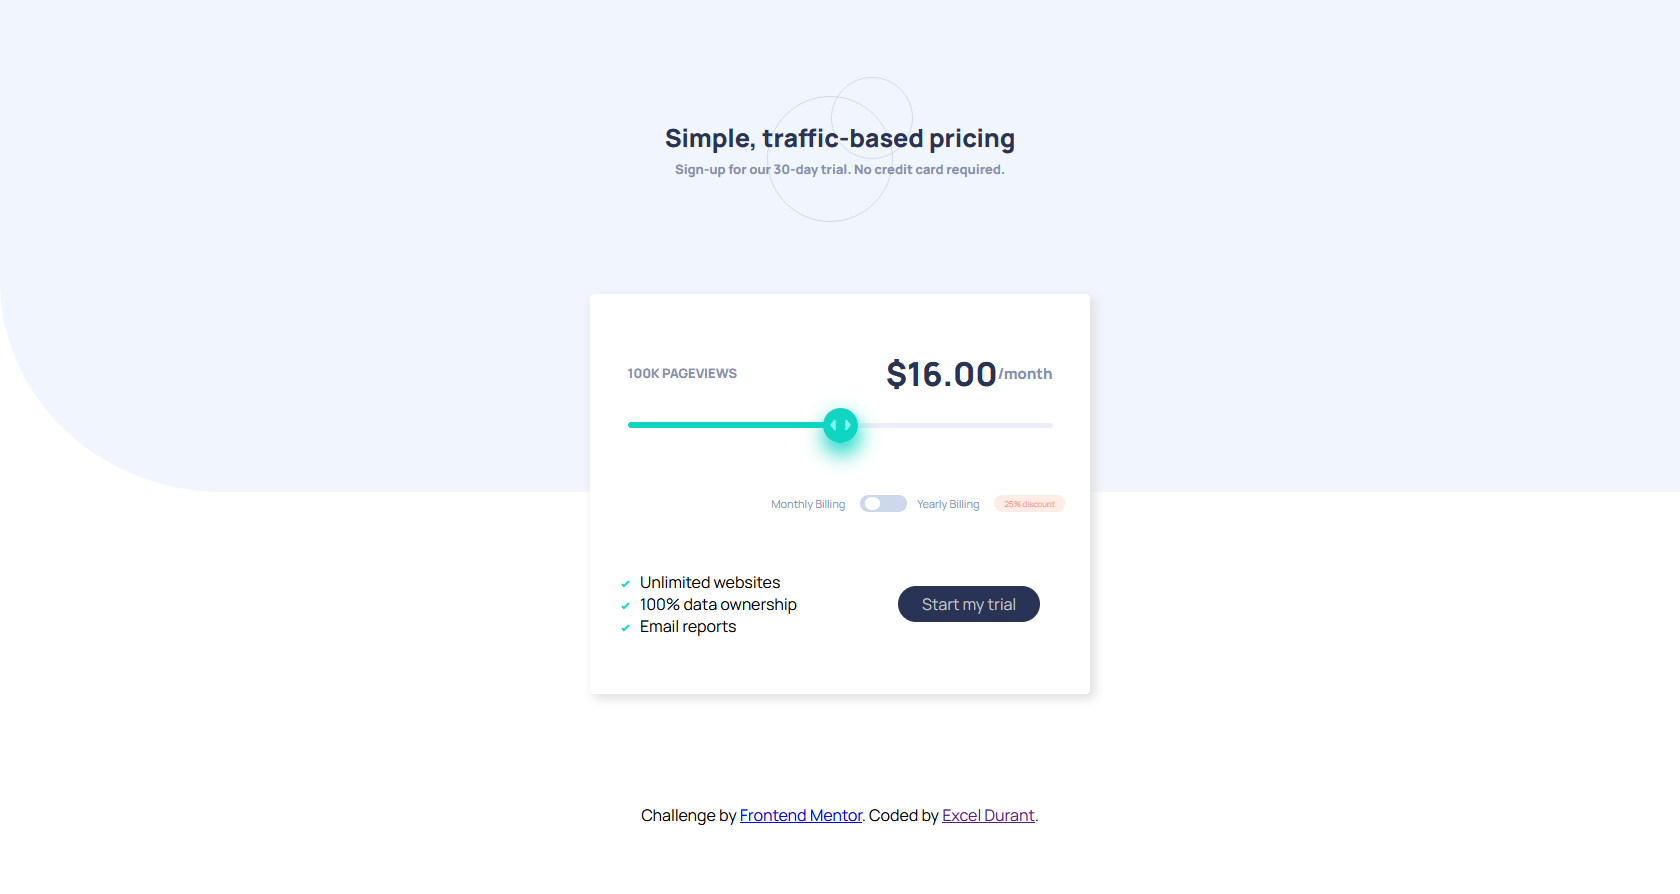 Simple, traffic-based pricing
Sign-up for our 30-day trial. No credit card required.
100K PAGEVIEWS $16.00/month
Monthly Billing Yearly Billing 25% discount
Unlimited websites
100% data ownership
Email reports
Start my trial
Challenge by Frontend Mentor. Coded by Excel Durant.